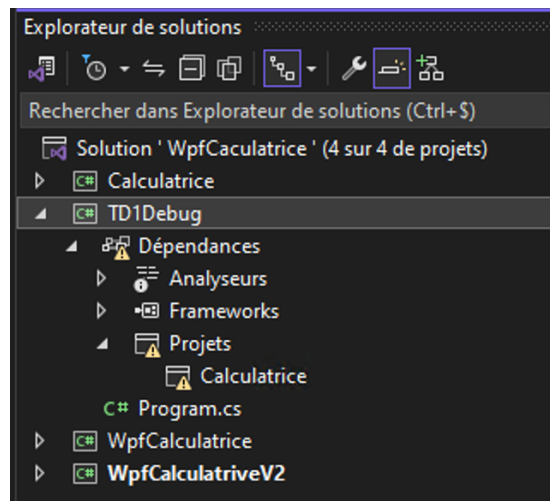 Explorateur de solutions
Rechercher dans Explorateur de solutions (Ctrl+$)
Solution ' WpfCaculatrice ' (4 sur 4 de projets)
C# Calculatrice
C# TD1Debug
Dépendances
Analyseurs
Frameworks
Projets
Calculatrice
C# Program.cs
C# WpfCalculatrice
C# WpfCalculatriveV2